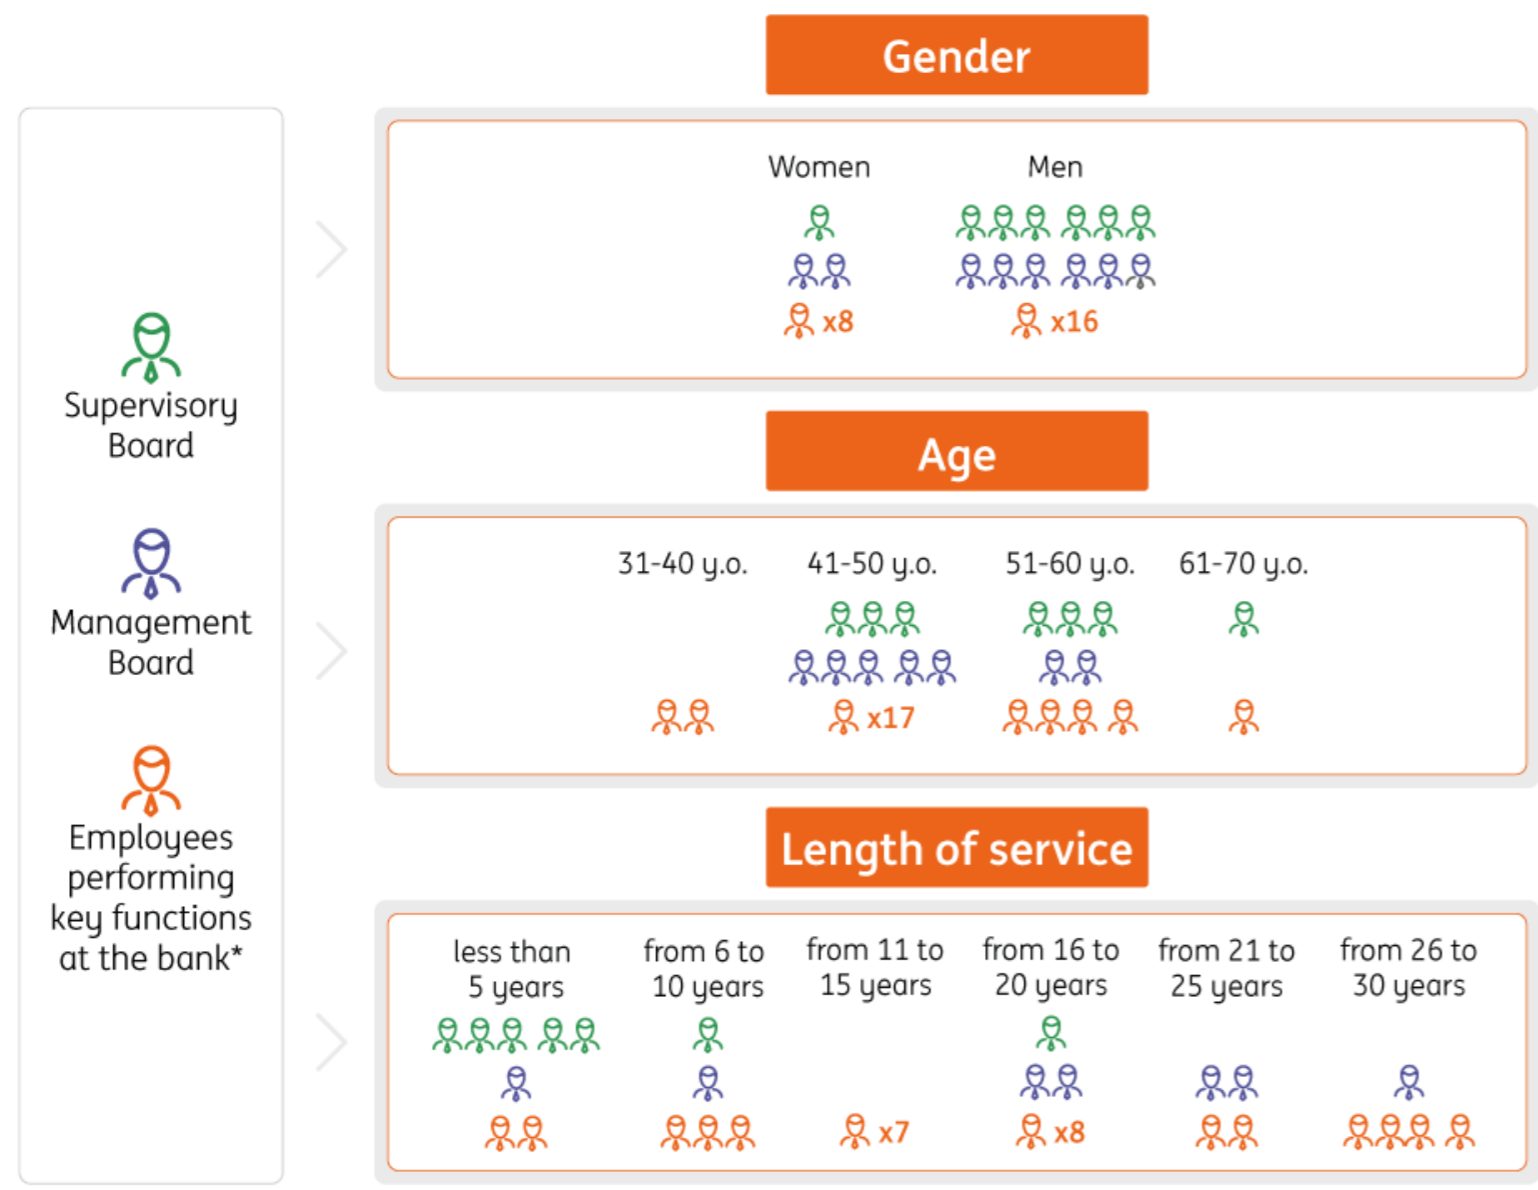 Gender
Women
Men
x8
x16
Supervisory
Board
Management
Board
Employees
performing
key functions
at the bank*
Age
31-40 y.o.
41-50 y.o.
51-60 y.o.
61-70 y.o.
x17
Length of service
less than
5 years
from 6 to
10 years
from 11 to
15 years
from 16 to
20 years
from 21 to
25 years
from 26 to
30 years
x7
x8